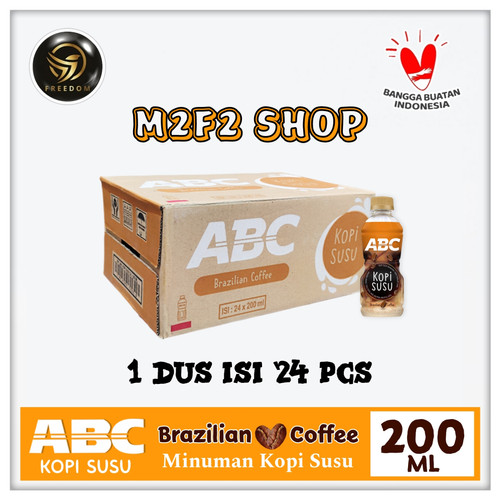 FREEDOM
BANGGA BUATAN
INDONESIA
M2F2 SHOP
ABC
Brazilian Coffee
ISI : 24 x 200 ml
KOPI
SUSU
ABC
KOPI
SUSU
1 DUS ISI 24 PCS
ABC
KOPI SUSU
Brazilian Coffee
Minuman Kopi Susu
200
ML